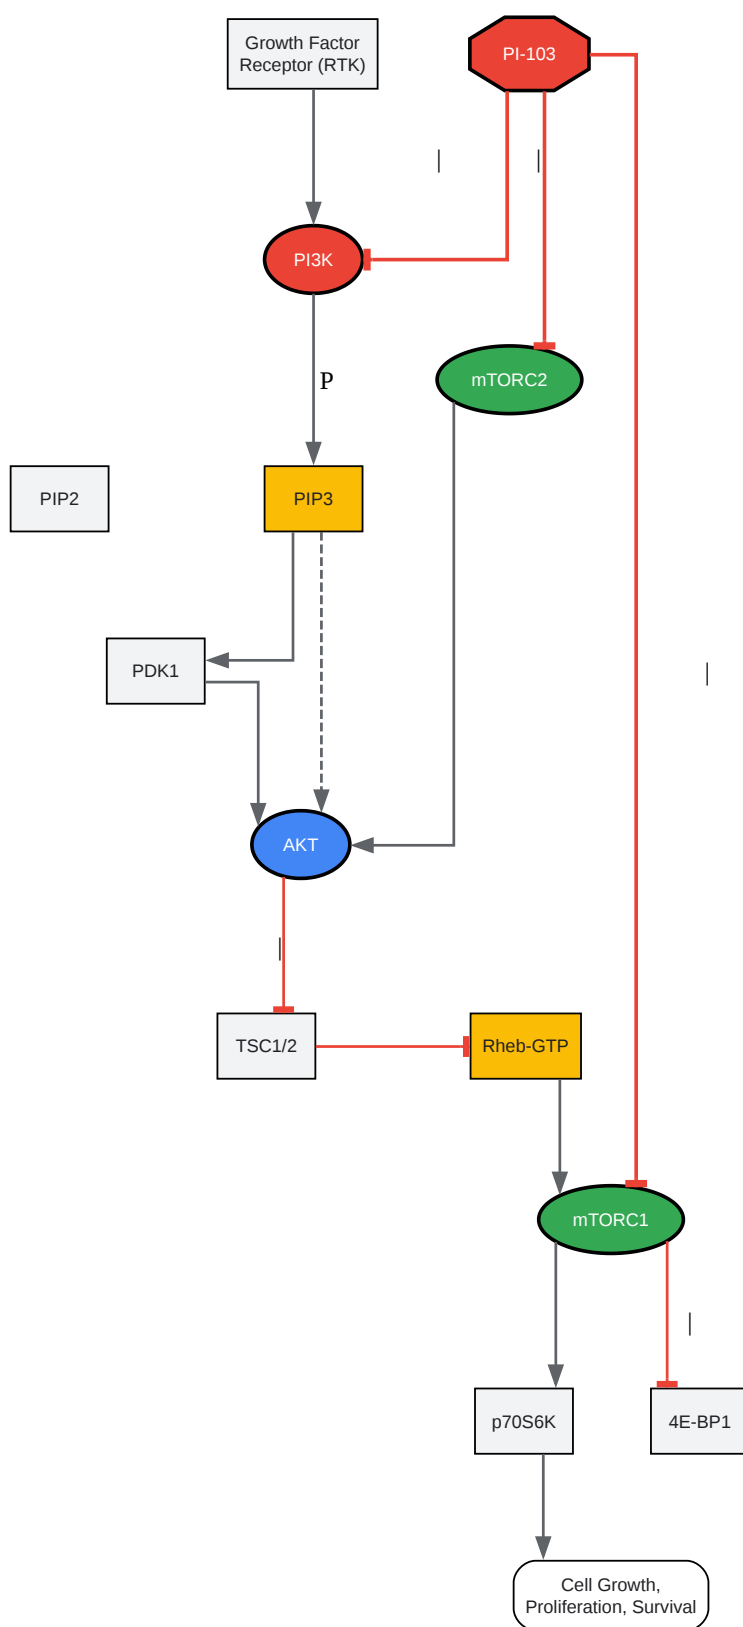 Growth Factor
Receptor (RTK)
PI-103
|
|
PI3K
P
mTORC2
PIP2
PIP3
PDK1
|
AKT
|
TSC1/2
Rheb-GTP
mTORC1
|
p70S6K
4E-BP1
Cell Growth,
Proliferation, Survival